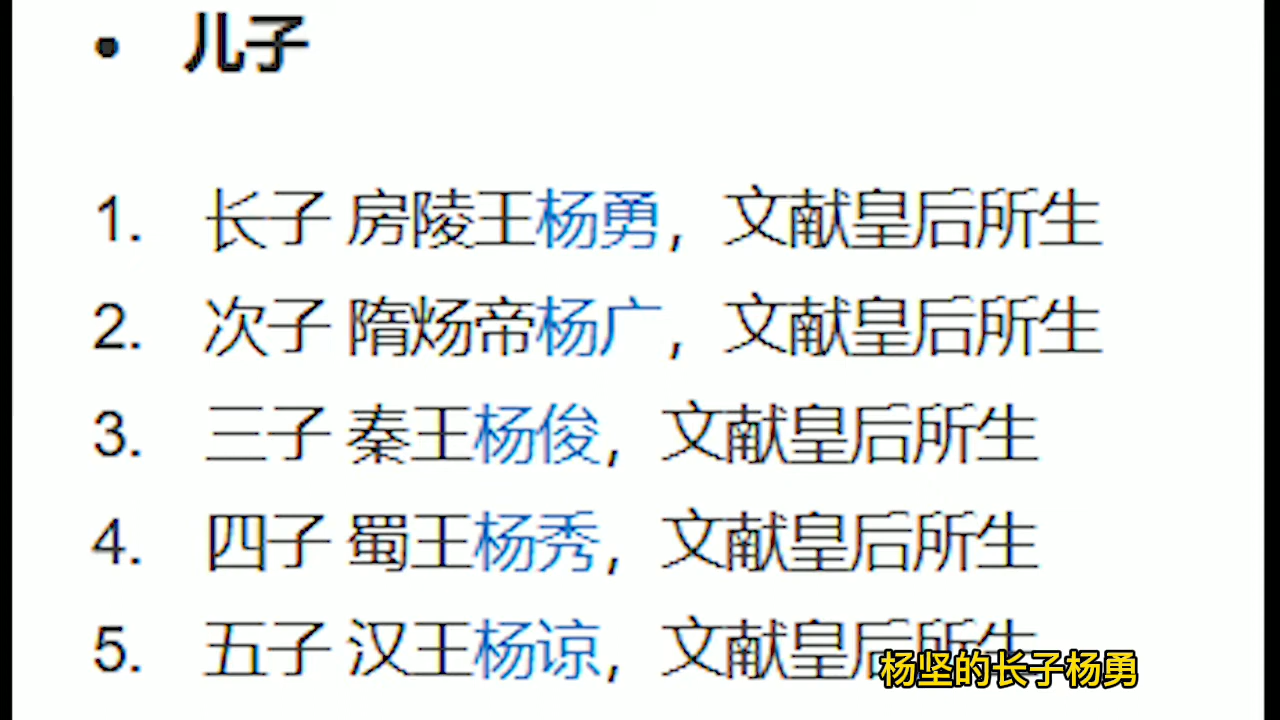 • 儿子
1. 长子 房陵王杨勇，文献皇后所生
2. 次子 隋炀帝杨广，文献皇后所生
3. 三子 秦王杨俊，文献皇后所生
4. 四子 蜀王杨秀，文献皇后所生
5. 五子 汉王杨谅，文献皇后所生
杨坚的长子杨勇